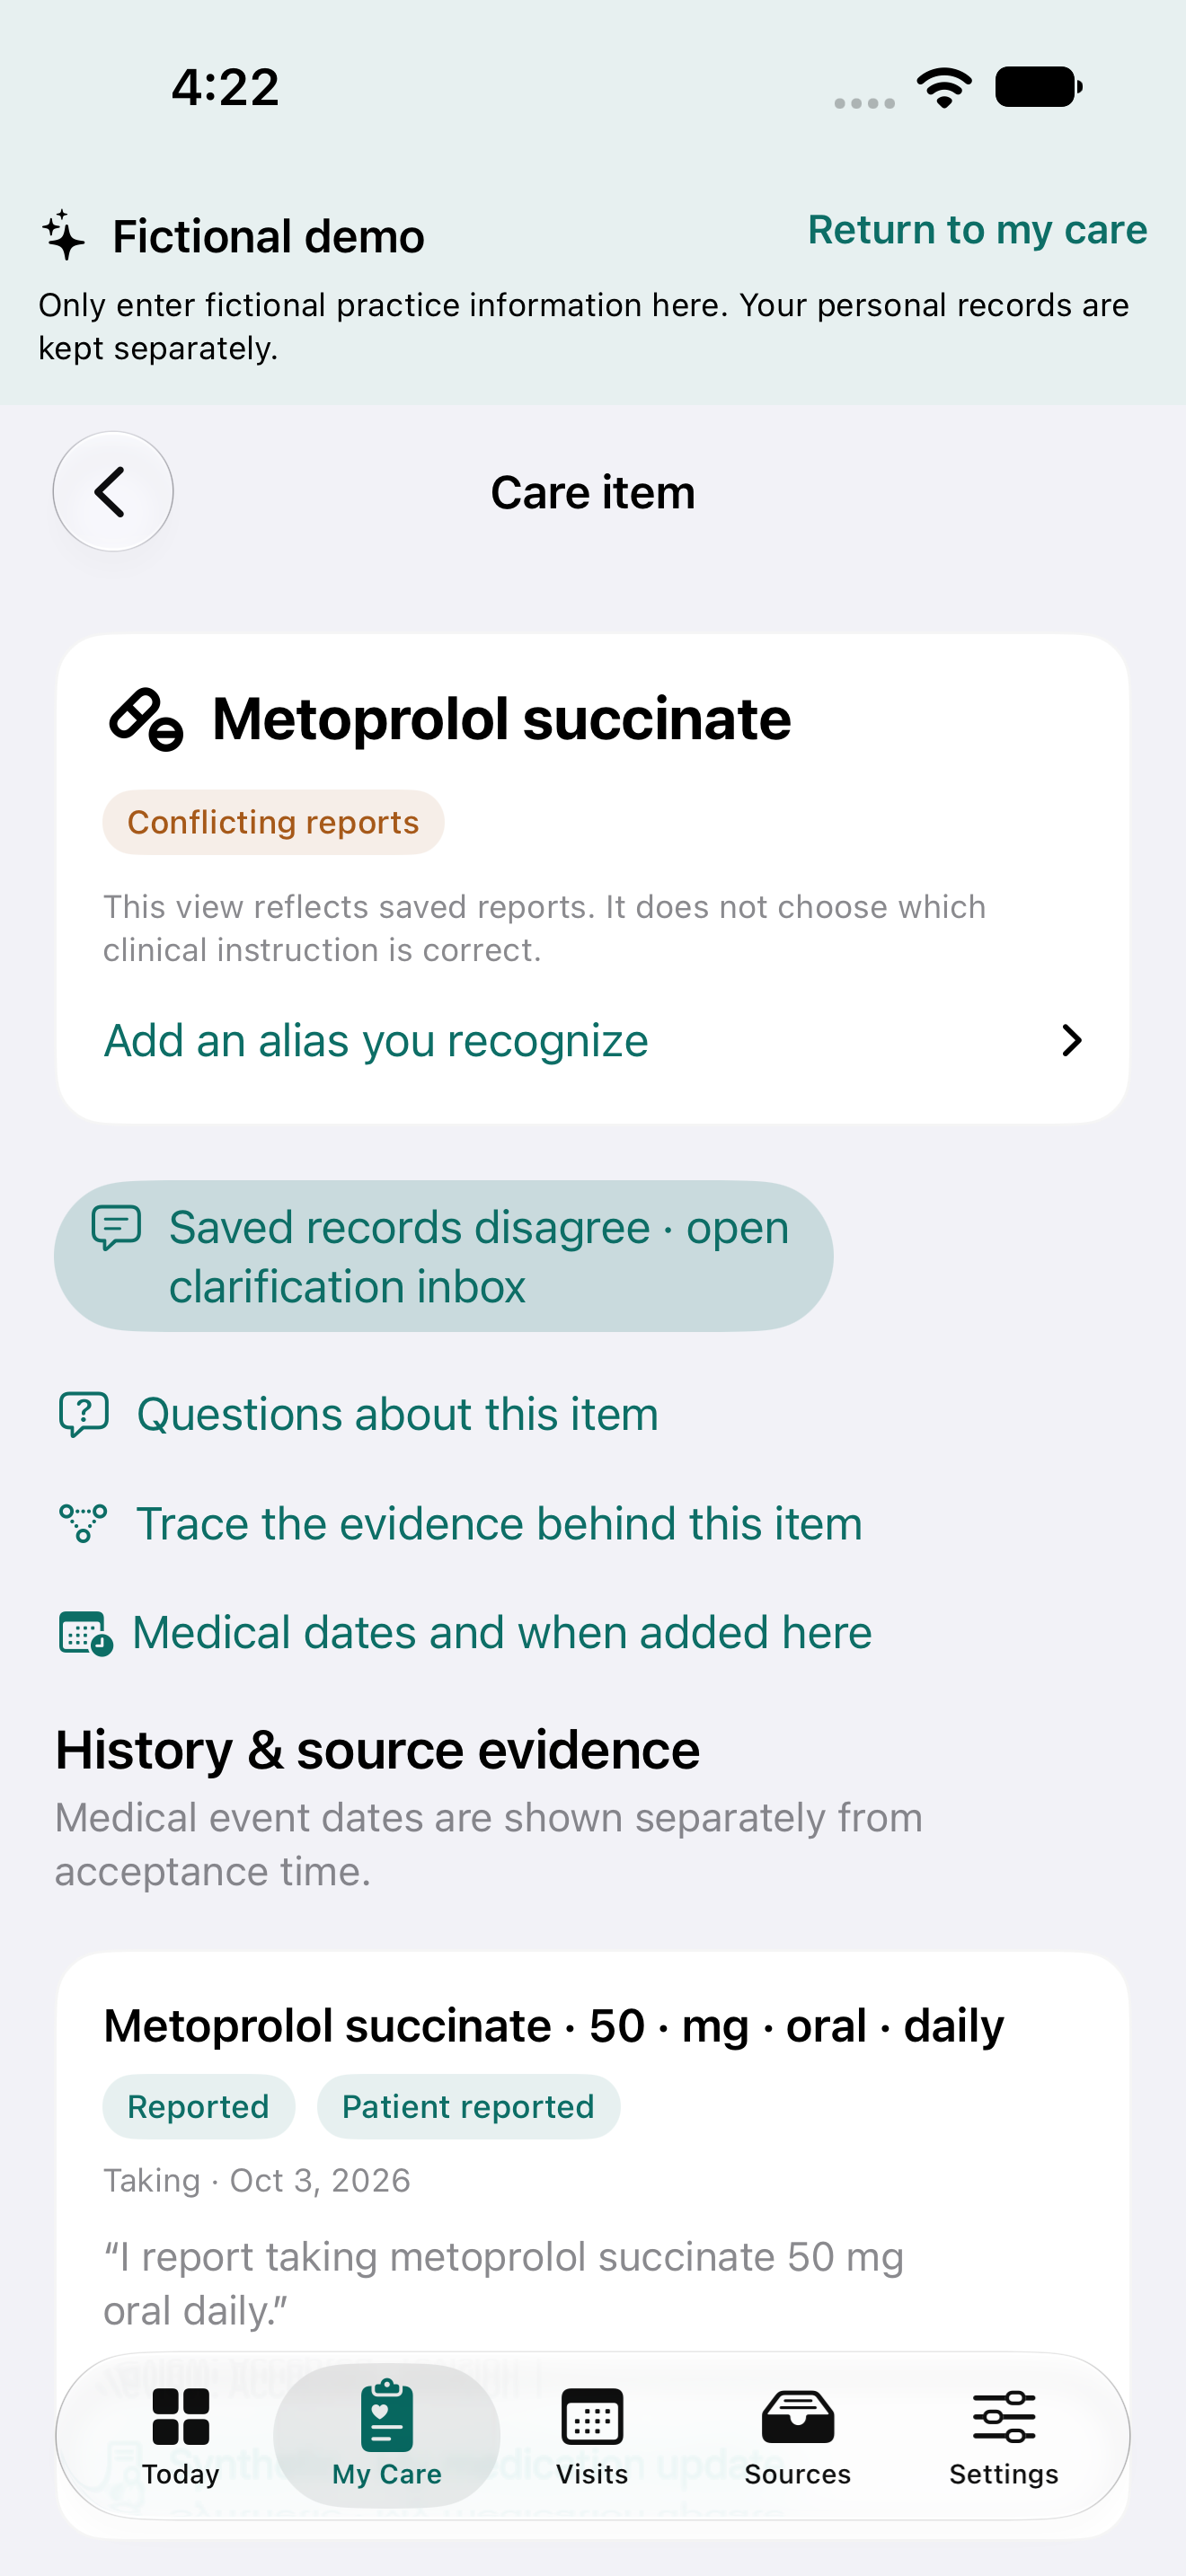 4:22
Fictional demo
Return to my care
Only enter fictional practice information here. Your personal records are
kept separately.
Care item
Metoprolol succinate
Conflicting reports
This view reflects saved reports. It does not choose which
clinical instruction is correct.
Add an alias you recognize
Saved records disagree · open
clarification inbox
Questions about this item
Trace the evidence behind this item
Medical dates and when added here
History & source evidence
Medical event dates are shown separately from
acceptance time.
Metoprolol succinate · 50 · mg · oral · daily
Reported
Patient reported
Taking · Oct 3, 2026
“I report taking metoprolol succinate 50 mg
oral daily.”
Today
My Care
Visits
Sources
Settings